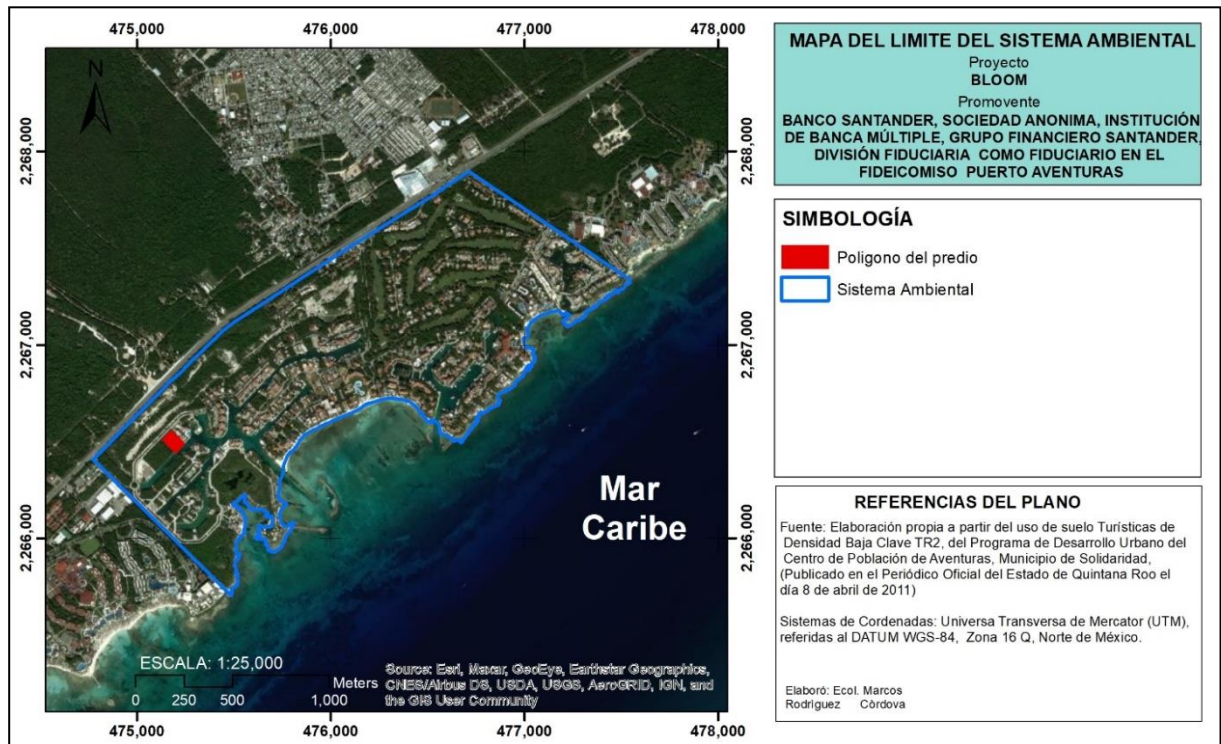 475,000 476,000 477,000 478,000
N
2,268,000 2,268,000
2,267,000 2,267,000
2,266,000 2,266,000
Mar
Caribe
ESCALA: 1:25,000
Meters
0 250 500 1,000
Source: Esri, Maxar, GeoEye, Earthstar Geographics,
CNES/Airbus DS, USDA, USGS, AeroGRID, IGN, and
the GIS User Community
475,000 476,000 477,000 478,000
MAPA DEL LIMITE DEL SISTEMA AMBIENTAL
Proyecto
BLOOM
Promovente
BANCO SANTANDER, SOCIEDAD ANONIMA, INSTITUCIÓN
DE BANCA MÚLTIPLE, GRUPO FINANCIERO SANTANDER,
DIVISIÓN FIDUCIARIA COMO FIDUCIARIO EN EL
FIDEICOMISO PUERTO AVENTURAS
SIMBOLOGÍA
Poligono del predio
Sistema Ambiental
REFERENCIAS DEL PLANO
Fuente: Elaboración propia a partir del uso de suelo Turísticas de
Densidad Baja Clave TR2, del Programa de Desarrollo Urbano del
Centro de Población de Aventuras, Municipio de Solidaridad,
(Publicado en el Periódico Oficial del Estado de Quintana Roo el
día 8 de abril de 2011)
Sistemas de Cordenadas: Universa Transversa de Mercator (UTM),
referidas al DATUM WGS-84, Zona 16 Q, Norte de México.
Elaboró: Ecol. Marcos
Rodríguez Córdova